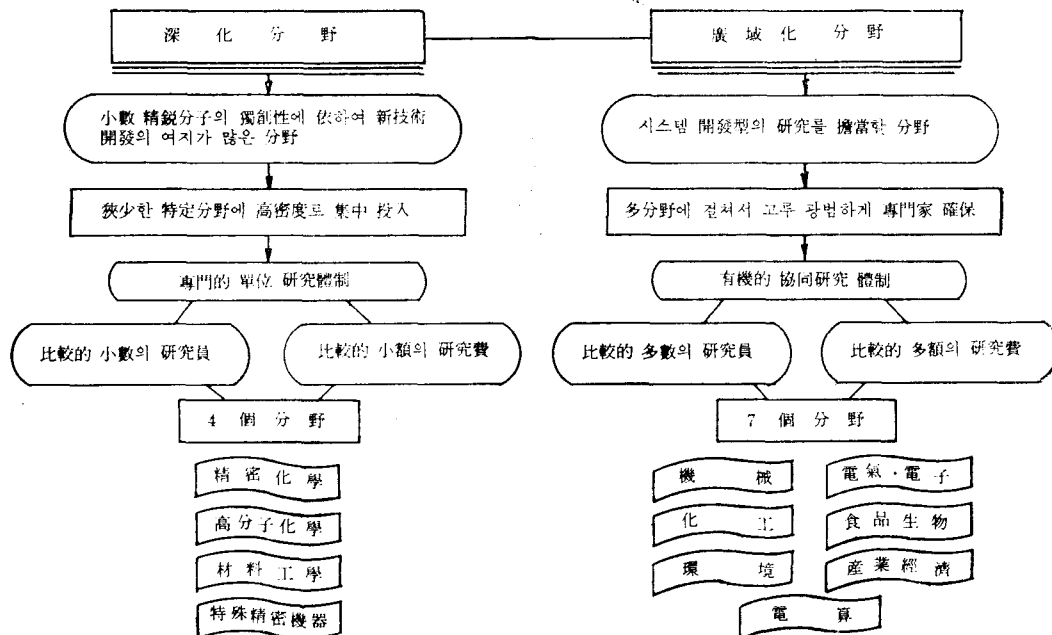 深化分野
小數 精鋭分子의 獨創性에 依하여 新技術
開發의 여지가 많은 分野
狹少한 特定分野에 高密度로 集中 投入
專門的 單位 研究體制
比較的 小數의 研究員
比較的 小額의 研究費
4個分野
精密化學
高分子化學
材料工學
特殊精密機器
廣域化分野
시스템 開發型의 研究를 擔當한 分野
多分野에 걸쳐서 고루 광범하게 專門家 確保
有機的 協同研究 體制
比較的 多數의 研究員
比較的 多額의 研究費
7個分野
機械
電氣·電子
化工
食品生物
環境
産業經濟
電算